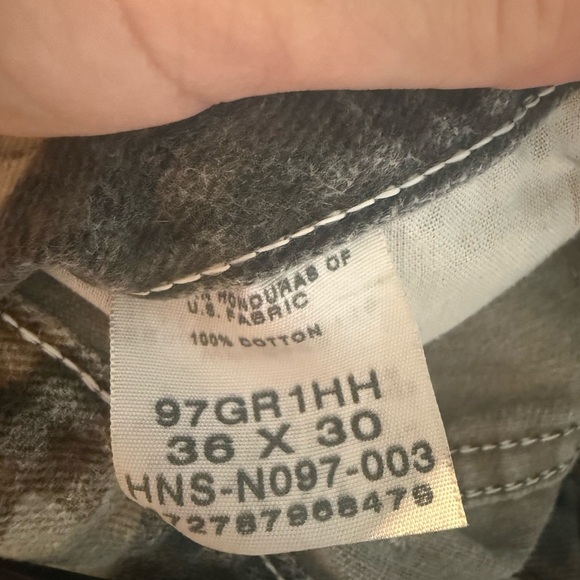 HONDURAS OF
U.S. FABRIC
100% COTTON
97GR1HH
36 X 30
HNS-N097-003